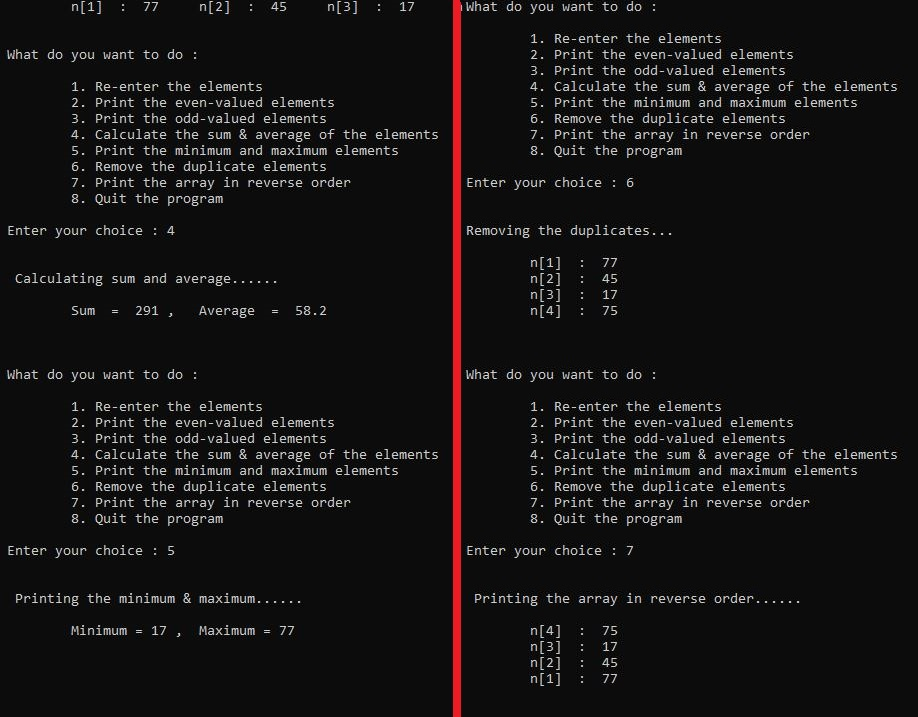 n[1] : 77 n[2] : 45 n[3] : 17
What do you want to do :
1. Re-enter the elements
2. Print the even-valued elements
3. Print the odd-valued elements
4. Calculate the sum & average of the elements
5. Print the minimum and maximum elements
6. Remove the duplicate elements
7. Print the array in reverse order
8. Quit the program
Enter your choice : 4
Calculating sum and average......
Sum = 291 , Average = 58.2
What do you want to do :
1. Re-enter the elements
2. Print the even-valued elements
3. Print the odd-valued elements
4. Calculate the sum & average of the elements
5. Print the minimum and maximum elements
6. Remove the duplicate elements
7. Print the array in reverse order
8. Quit the program
Enter your choice : 5
Printing the minimum & maximum......
Minimum = 17 , Maximum = 77
What do you want to do :
1. Re-enter the elements
2. Print the even-valued elements
3. Print the odd-valued elements
4. Calculate the sum & average of the elements
5. Print the minimum and maximum elements
6. Remove the duplicate elements
7. Print the array in reverse order
8. Quit the program
Enter your choice : 6
Removing the duplicates...
n[1] : 77
n[2] : 45
n[3] : 17
n[4] : 75
What do you want to do :
1. Re-enter the elements
2. Print the even-valued elements
3. Print the odd-valued elements
4. Calculate the sum & average of the elements
5. Print the minimum and maximum elements
6. Remove the duplicate elements
7. Print the array in reverse order
8. Quit the program
Enter your choice : 7
Printing the array in reverse order......
n[4] : 75
n[3] : 17
n[2] : 45
n[1] : 77